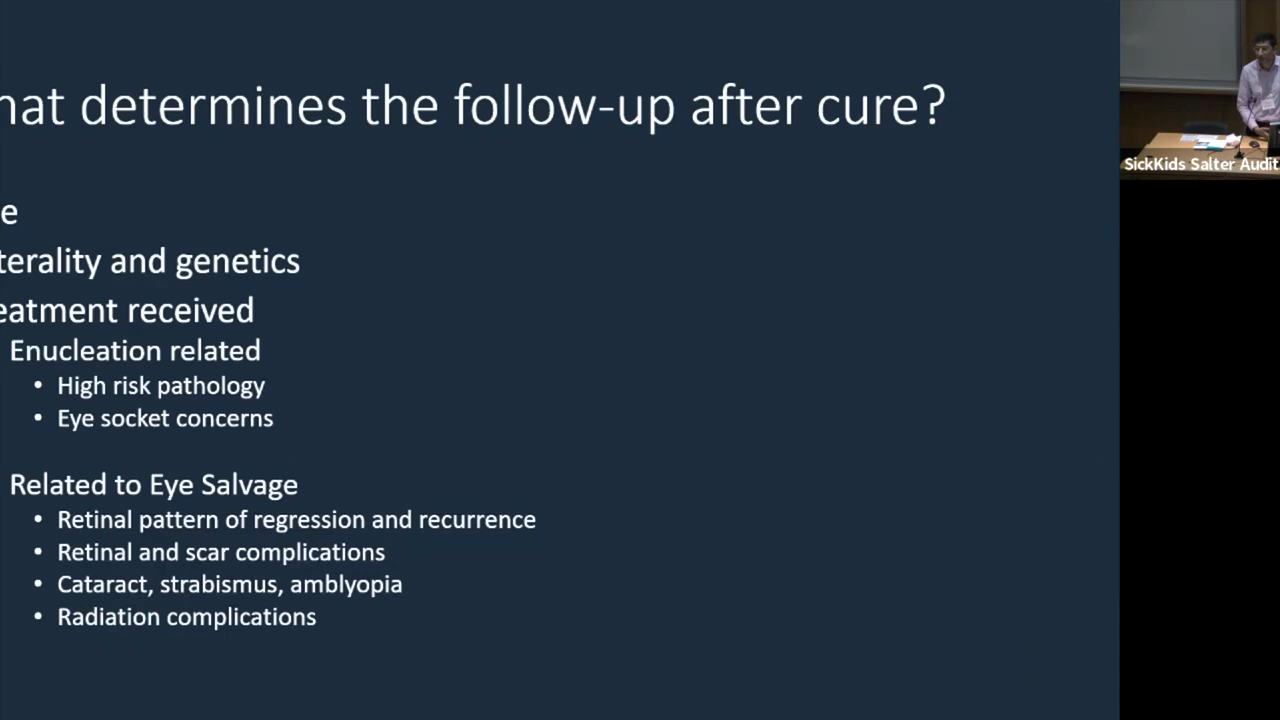 hat determines the follow-up after cure?
e
terality and genetics
eatment received
Enucleation related
• High risk pathology
• Eye socket concerns
Related to Eye Salvage
• Retinal pattern of regression and recurrence
• Retinal and scar complications
• Cataract, strabismus, amblyopia
• Radiation complications
SickKids Salter Audit